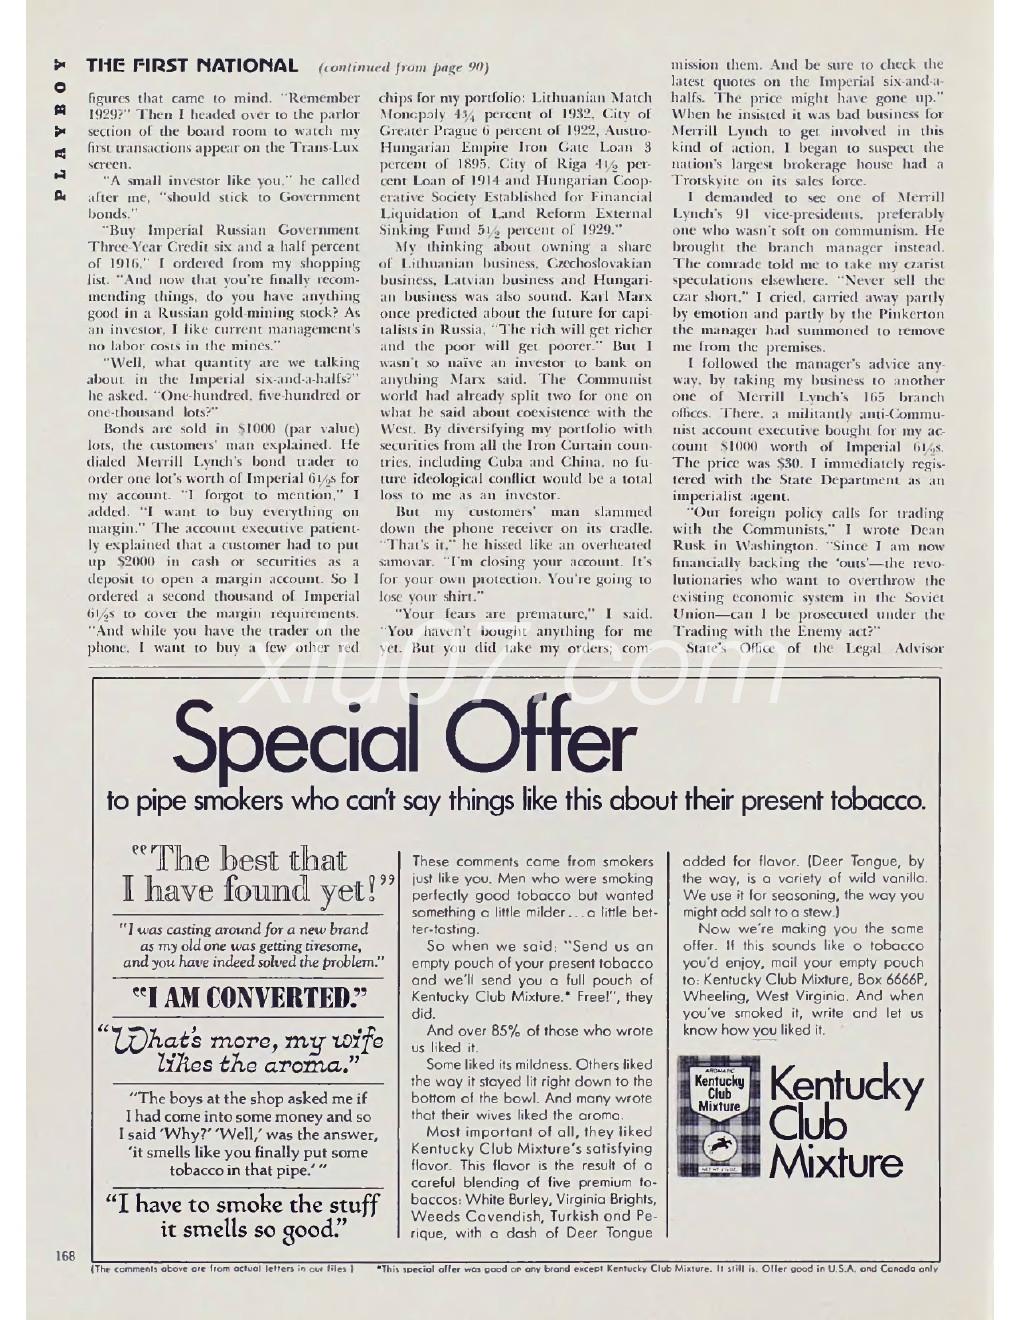 PLAYBOY
THE FIRST NATIONAL (continued from page 90)
figures that came to mind. "Remember
1929?" Then I headed over to the parlor
section of the board room to watch my
first transactions appear on the Trans-Lux
screen.
"A small investor like you," he called
after me, "should stick to Government
bonds."
"Buy Imperial Russian Government
Three-Year Credit six and a half percent
of 1916," I ordered from my shopping
list. "And now that you're finally recom-
mending things, do you have anything
good in a Russian gold-mining stock? As
an investor, I like current management's
no labor costs in the mines."
"Well, what quantity are we talking
about in the Imperial six-and-a-halfs?"
he asked. "One-hundred, five-hundred or
one-thousand lots?"
Bonds are sold in $1000 (par value)
lots, the customers' man explained. He
dialed Merrill Lynch's bond trader to
order one lot's worth of Imperial 6½s for
my account. "I forgot to mention," I
added. "I want to buy everything on
margin." The account executive patient-
ly explained that a customer had to put
up $2000 in cash or securities as a
deposit to open a margin account. So I
ordered a second thousand of Imperial
6½s to cover the margin requirements.
"And while you have the trader on the
phone, I want to buy a few other red
chips for my portfolio: Lithuanian Match
Monopoly 4¾ percent of 1932, City of
Greater Prague 6 percent of 1922, Austro-
Hungarian Empire Iron Gate Loan 3
percent of 1895, City of Riga 4½ per-
cent Loan of 1914 and Hungarian Coop-
erative Society Established for Financial
Liquidation of Land Reform External
Sinking Fund 5½ percent of 1929."
My thinking about owning a share
of Lithuanian business, Czechoslovakian
business, Latvian business and Hungari-
an business was also sound. Karl Marx
once predicted about the future for capi-
talists in Russia, "The rich will get richer
and the poor will get poorer." But I
wasn't so naïve an investor to bank on
anything Marx said. The Communist
world had already split two for one on
what he said about coexistence with the
West. By diversifying my portfolio with
securities from all the Iron Curtain coun-
tries, including Cuba and China, no fu-
ture ideological conflict would be a total
loss to me as an investor.
But my customers' man slammed
down the phone receiver on its cradle.
"That's it," he hissed like an overheated
samovar. "I'm closing your account. It's
for your own protection. You're going to
lose your shirt."
"Your fears are premature," I said.
"You haven't bought anything for me
yet. But you did take my orders; com-
mission them. And be sure to check the
latest quotes on the Imperial six-and-a-
halfs. The price might have gone up."
When he insisted it was bad business for
Merrill Lynch to get involved in this
kind of action, I began to suspect the
nation's largest brokerage house had a
Trotskyite on its sales force.
I demanded to see one of Merrill
Lynch's 91 vice-presidents, preferably
one who wasn't soft on communism. He
brought the branch manager instead.
The comrade told me to take my czarist
speculations elsewhere. "Never sell the
czar short," I cried, carried away partly
by emotion and partly by the Pinkerton
the manager had summoned to remove
me from the premises.
I followed the manager's advice any-
way, by taking my business to another
one of Merrill Lynch's 165 branch
offices. There, a militantly anti-Commu-
nist account executive bought for my ac-
count $1000 worth of Imperial 6½s.
The price was $30. I immediately regis-
tered with the State Department as an
imperialist agent.
"Our foreign policy calls for trading
with the Communists," I wrote Dean
Rusk in Washington. "Since I am now
financially backing the 'outs'—the revo-
lutionaries who want to overthrow the
existing economic system in the Soviet
Union—can I be prosecuted under the
Trading with the Enemy act?"
State's Office of the Legal Advisor
xiu07.com
Special Offer
to pipe smokers who can't say things like this about their present tobacco.
"The best that
I have found yet!"
"I was casting around for a new brand
as my old one was getting tiresome,
and you have indeed solved the problem."
"I AM CONVERTED."
"What's more, my wife
likes the aroma."
"The boys at the shop asked me if
I had come into some money and so
I said 'Why?' 'Well,' was the answer,
'it smells like you finally put some
tobacco in that pipe.' "
"I have to smoke the stuff
it smells so good."
These comments come from smokers
just like you. Men who were smoking
perfectly good tobacco but wanted
something a little milder...a little bet-
ter-tasting.
So when we said: "Send us an
empty pouch of your present tobacco
and we'll send you a full pouch of
Kentucky Club Mixture.* Free!", they
did.
And over 85% of those who wrote
us liked it.
Some liked its mildness. Others liked
the way it stayed lit right down to the
bottom of the bowl. And many wrote
that their wives liked the aroma.
Most important of all, they liked
Kentucky Club Mixture's satisfying
flavor. This flavor is the result of a
careful blending of five premium to-
baccos: White Burley, Virginia Brights,
Weeds Cavendish, Turkish and Pe-
rique, with a dash of Deer Tongue
added for flavor. (Deer Tongue, by
the way, is a variety of wild vanilla.
We use it for seasoning, the way you
might add salt to a stew.)
Now we're making you the same
offer. If this sounds like a tobacco
you'd enjoy, mail your empty pouch
to: Kentucky Club Mixture, Box 6666P,
Wheeling, West Virginia. And when
you've smoked it, write and let us
know how you liked it.
AROMATIC
Kentucky
Club
Mixture
Kentucky
Club
Mixture
168
(The comments above are from actual letters in our files.) *This special offer was good on any brand except Kentucky Club Mixture. It still is. Offer good in U.S.A. and Canada only